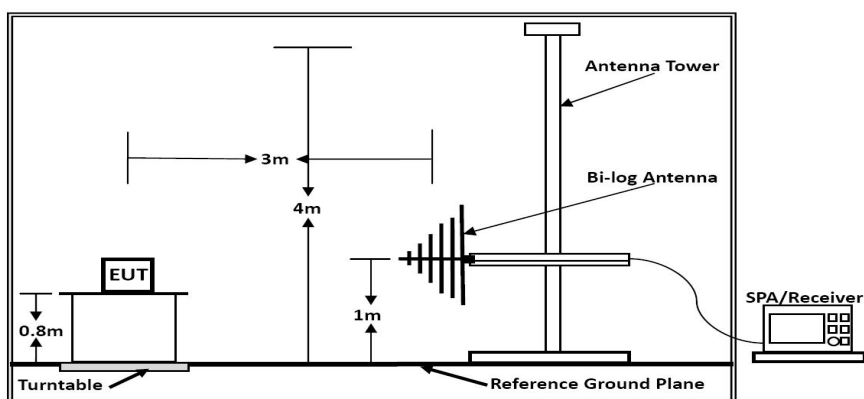 Antenna Tower
3m
Bi-log Antenna
4m
EUT
0.8m
1m
SPA/Receiver
Turntable
Reference Ground Plane